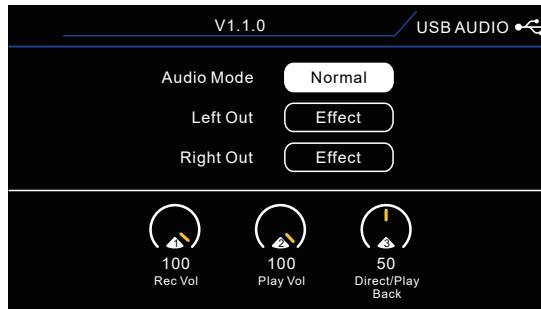 V1.1.0 USB AUDIO
Audio Mode Normal
Left Out Effect
Right Out Effect
1 2 3
100 100 50
Rec Vol Play Vol Direct/Play
Back